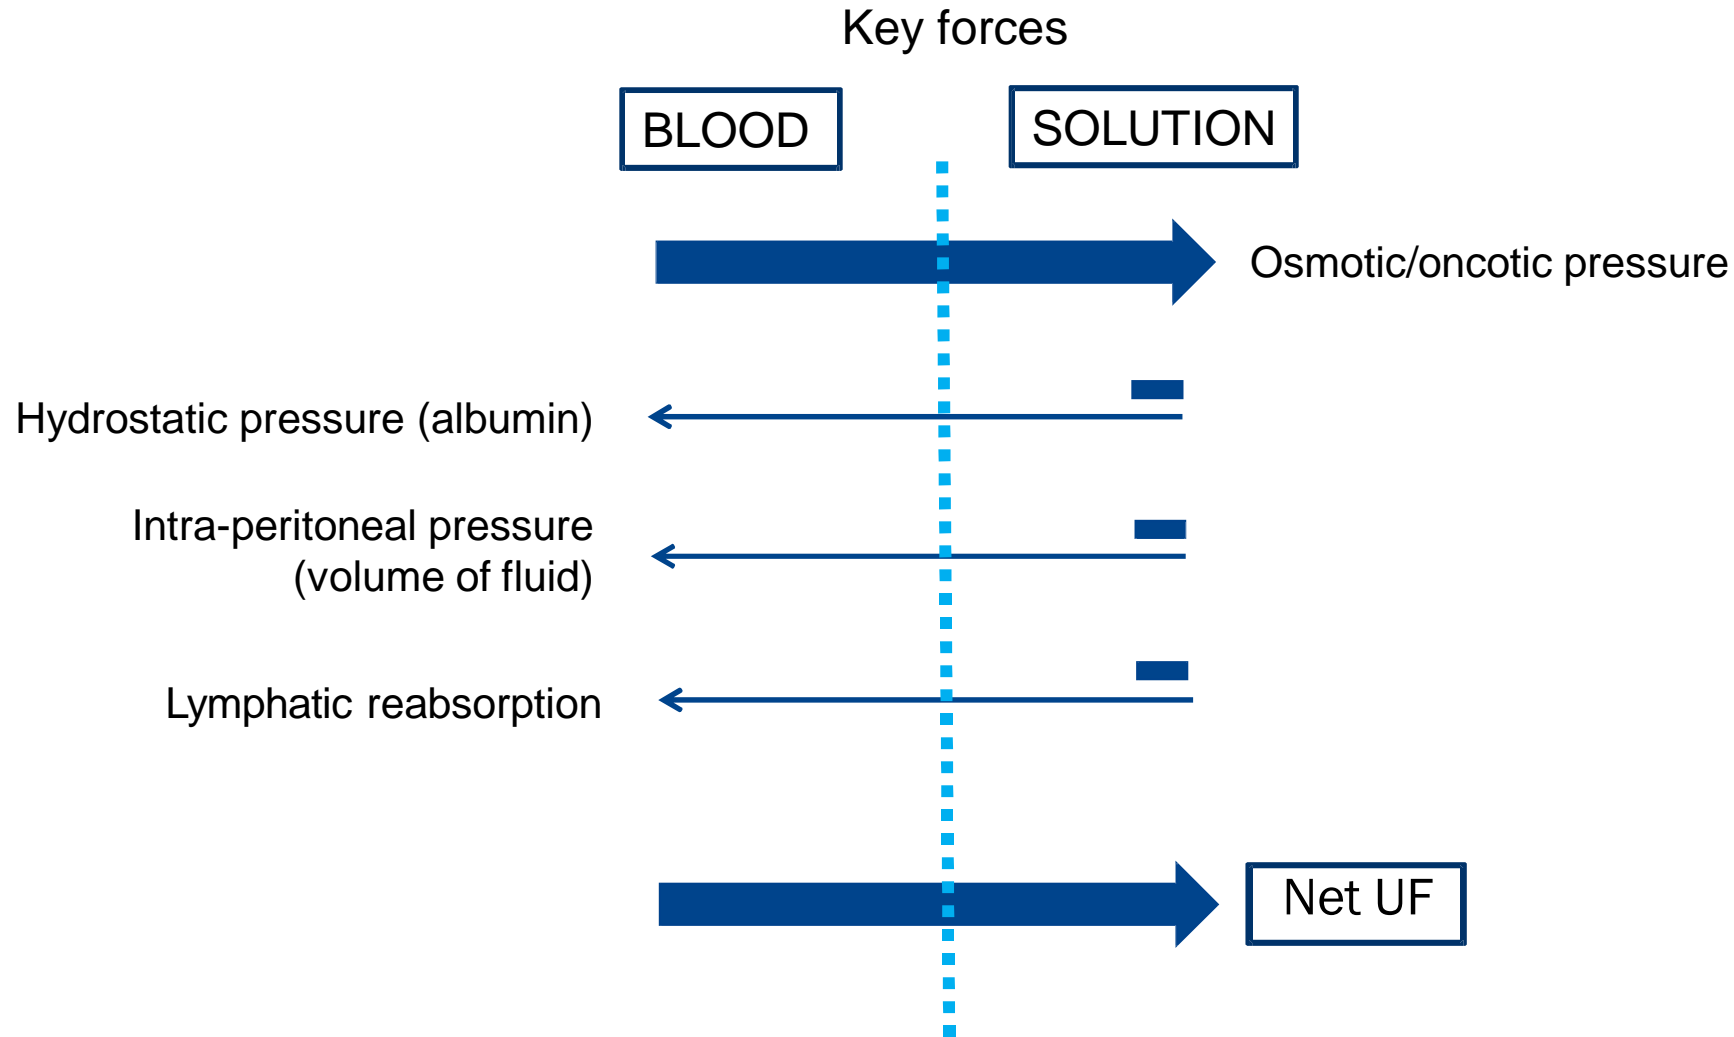 Key forces
BLOOD
SOLUTION
Osmotic/oncotic pressure
Hydrostatic pressure (albumin)
Intra-peritoneal pressure
(volume of fluid)
Lymphatic reabsorption
Net UF